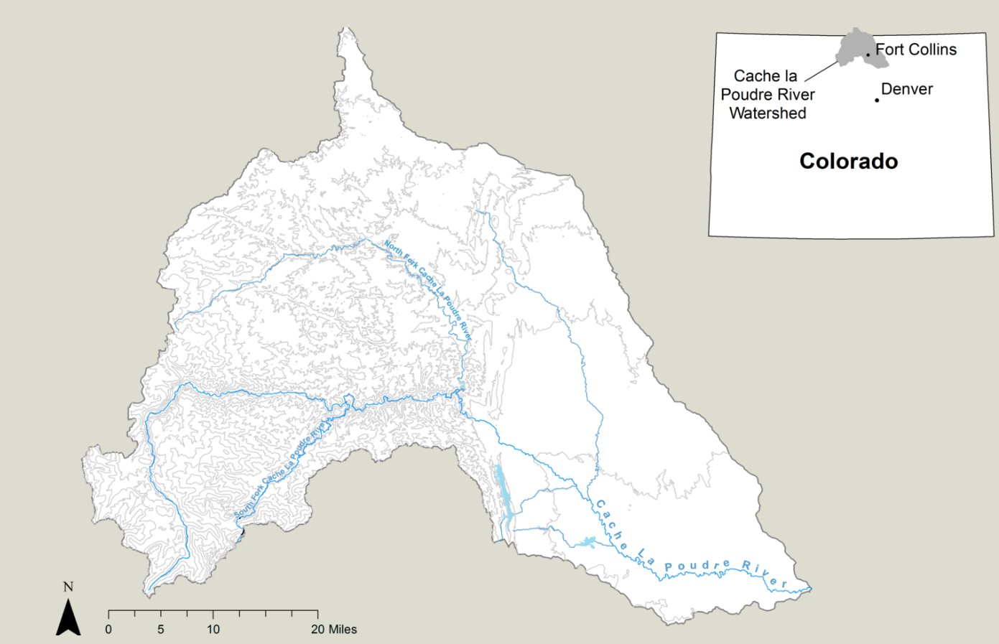 Fort Collins
Cache la
Poudre River
Watershed
Denver
Colorado
North Fork Cache La Poudre River
South Fork Cache La Poudre River
Cache La Poudre River
N
0 5 10 20 Miles